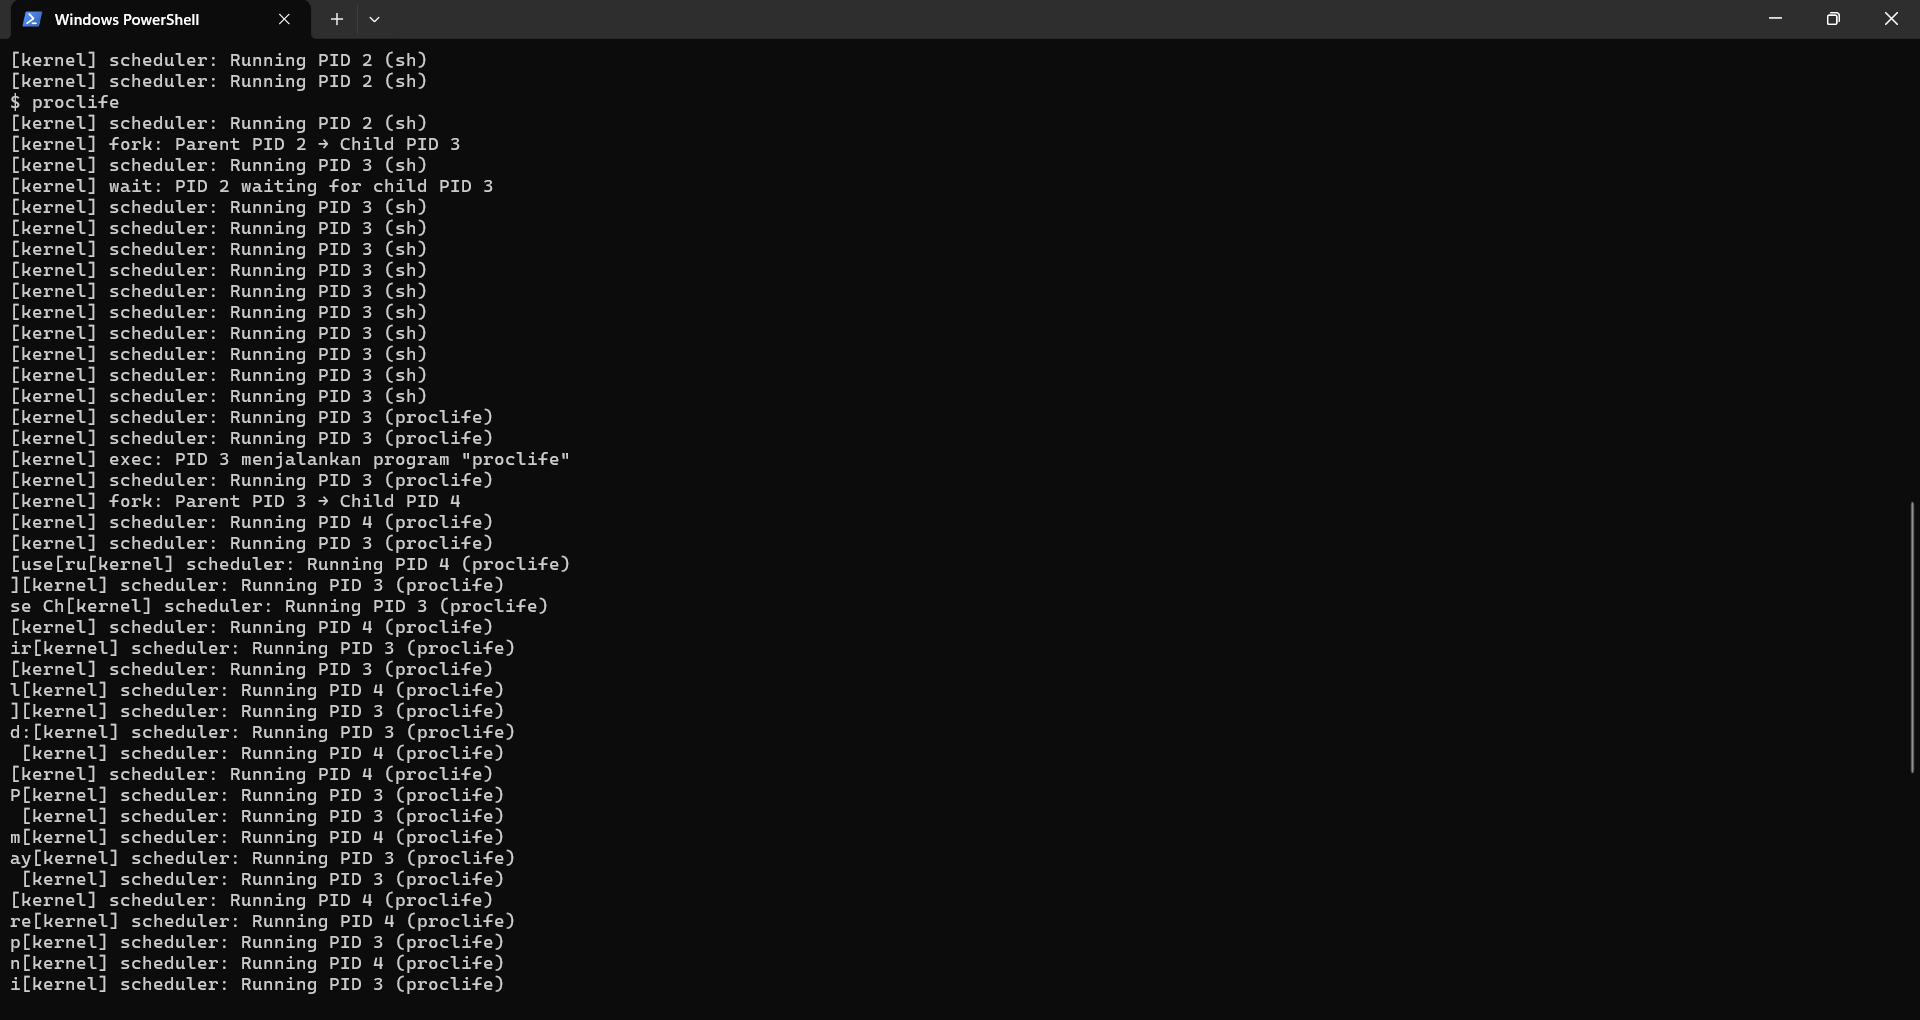 Windows PowerShell
[kernel] scheduler: Running PID 2 (sh)
[kernel] scheduler: Running PID 2 (sh)
$ proclife
[kernel] scheduler: Running PID 2 (sh)
[kernel] fork: Parent PID 2 → Child PID 3
[kernel] scheduler: Running PID 3 (sh)
[kernel] wait: PID 2 waiting for child PID 3
[kernel] scheduler: Running PID 3 (sh)
[kernel] scheduler: Running PID 3 (sh)
[kernel] scheduler: Running PID 3 (sh)
[kernel] scheduler: Running PID 3 (sh)
[kernel] scheduler: Running PID 3 (sh)
[kernel] scheduler: Running PID 3 (sh)
[kernel] scheduler: Running PID 3 (sh)
[kernel] scheduler: Running PID 3 (sh)
[kernel] scheduler: Running PID 3 (sh)
[kernel] scheduler: Running PID 3 (sh)
[kernel] scheduler: Running PID 3 (proclife)
[kernel] scheduler: Running PID 3 (proclife)
[kernel] exec: PID 3 menjalankan program "proclife"
[kernel] scheduler: Running PID 3 (proclife)
[kernel] fork: Parent PID 3 → Child PID 4
[kernel] scheduler: Running PID 4 (proclife)
[kernel] scheduler: Running PID 3 (proclife)
[use[ru[kernel] scheduler: Running PID 4 (proclife)
][kernel] scheduler: Running PID 3 (proclife)
se Ch[kernel] scheduler: Running PID 3 (proclife)
[kernel] scheduler: Running PID 4 (proclife)
ir[kernel] scheduler: Running PID 3 (proclife)
[kernel] scheduler: Running PID 3 (proclife)
l[kernel] scheduler: Running PID 4 (proclife)
][kernel] scheduler: Running PID 3 (proclife)
d:[kernel] scheduler: Running PID 3 (proclife)
 [kernel] scheduler: Running PID 4 (proclife)
[kernel] scheduler: Running PID 4 (proclife)
P[kernel] scheduler: Running PID 3 (proclife)
 [kernel] scheduler: Running PID 3 (proclife)
m[kernel] scheduler: Running PID 4 (proclife)
ay[kernel] scheduler: Running PID 3 (proclife)
 [kernel] scheduler: Running PID 3 (proclife)
[kernel] scheduler: Running PID 4 (proclife)
re[kernel] scheduler: Running PID 4 (proclife)
p[kernel] scheduler: Running PID 3 (proclife)
n[kernel] scheduler: Running PID 4 (proclife)
i[kernel] scheduler: Running PID 3 (proclife)